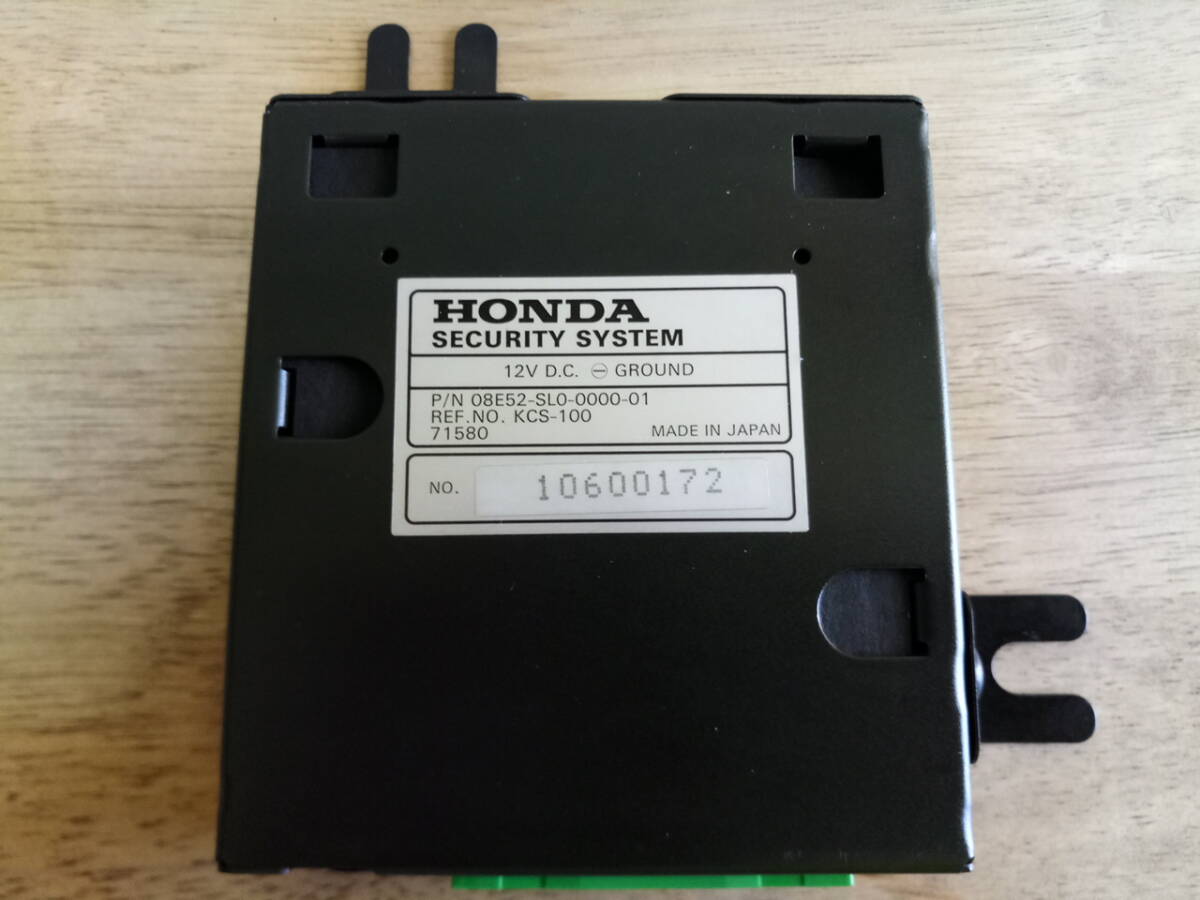 HONDA
SECURITY SYSTEM
12V D.C. ⊖ GROUND
P/N 08E52-SL0-0000-01
REF.NO. KCS-100
71580 MADE IN JAPAN
NO. 10600172